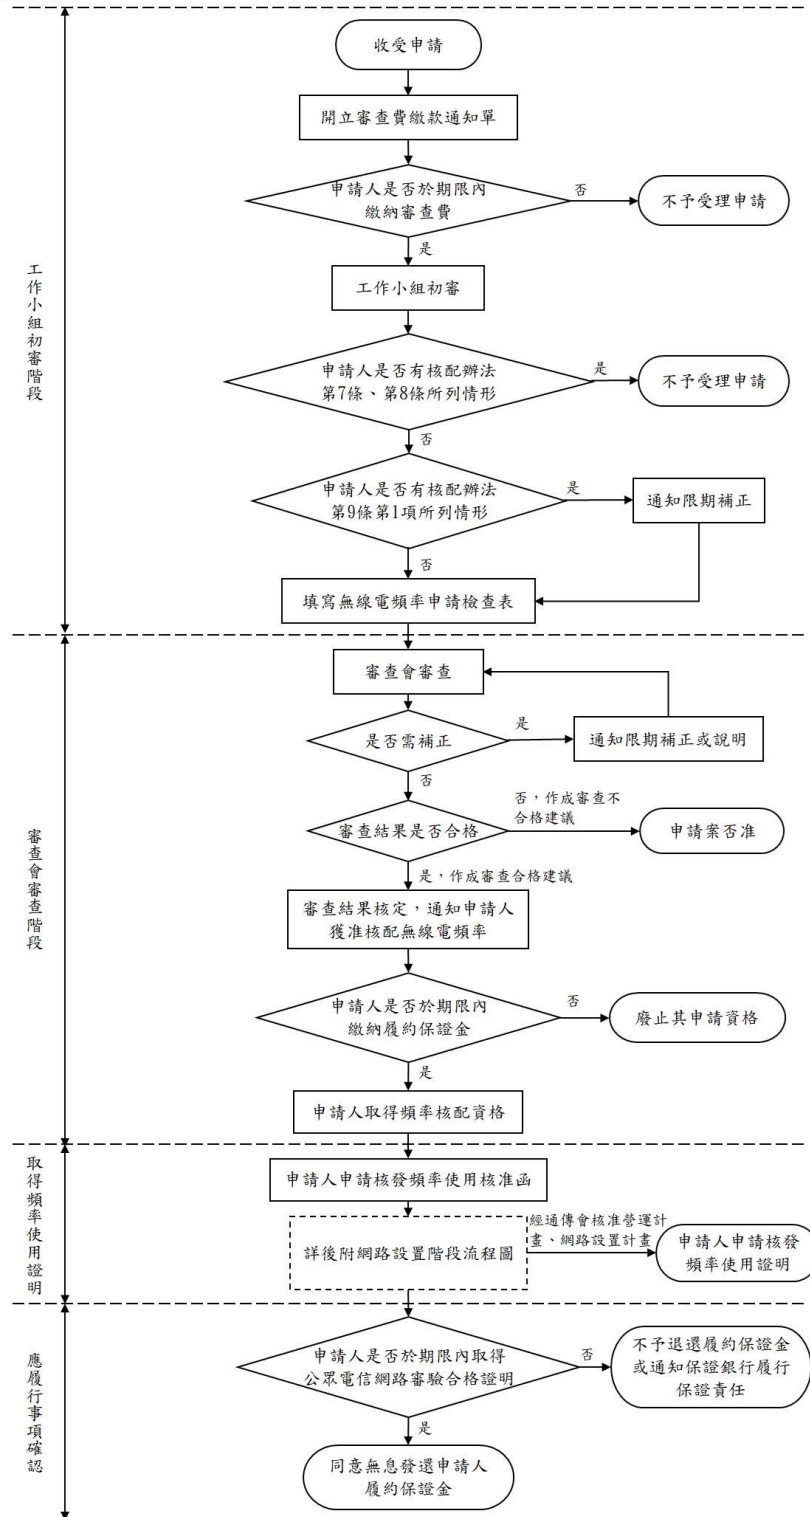 工作小組初審階段
收受申請
開立審查費繳款通知單
申請人是否於期限內
繳納審查費
否
不予受理申請
是
工作小組初審
申請人是否有核配辦法
第7條、第8條所列情形
是
不予受理申請
否
申請人是否有核配辦法
第9條第1項所列情形
是
通知限期補正
否
填寫無線電頻率申請檢查表
審查會審查階段
審查會審查
是否需補正
是
通知限期補正或說明
否
審查結果是否合格
否,作成審查不
合格建議
申請案否准
是,作成審查合格建議
審查結果核定,通知申請人
獲准核配無線電頻率
申請人是否於期限內
繳納履約保證金
否
廢止其申請資格
是
申請人取得頻率核配資格
取得頻率使用證明
申請人申請核發頻率使用核准函
詳後附網路設置階段流程圖
經通傳會核准營運計
畫、網路設置計畫
申請人申請核發
頻率使用證明
應履行事項確認
申請人是否於期限內取得
公眾電信網路審驗合格證明
否
不予退還履約保證金
或通知保證銀行履行
保證責任
是
同意無息發還申請人
履約保證金